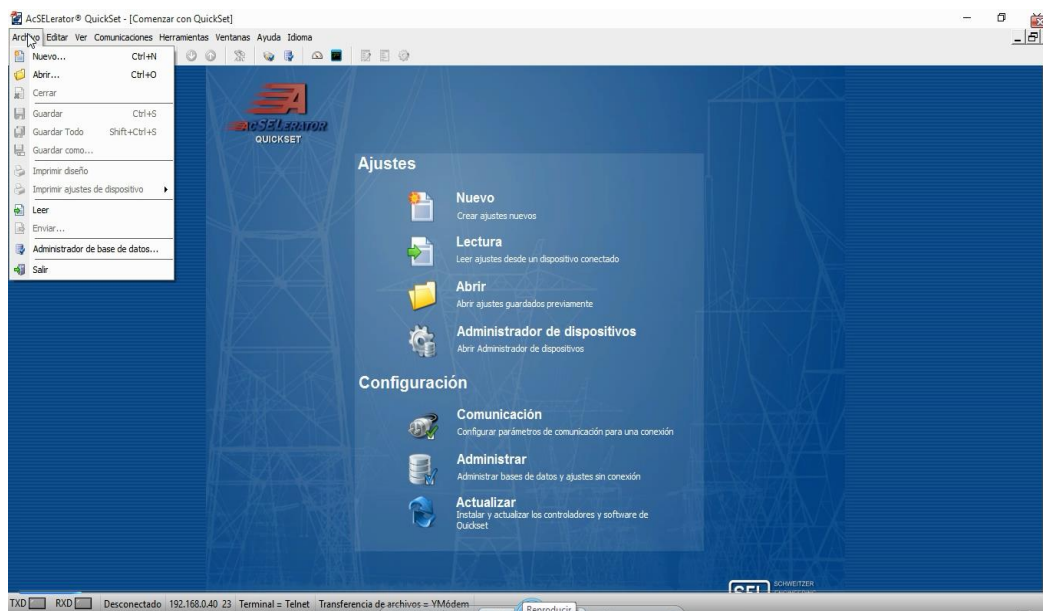 AcSELerator® QuickSet - [Comenzar con QuickSet]
Archivo Editar Ver Comunicaciones Herramientas Ventanas Ayuda Idioma
Nuevo... Ctrl+N
Abrir... Ctrl+O
Cerrar
Guardar Ctrl+S
Guardar Todo Shift+Ctrl+S
Guardar como...
Imprimir diseño
Imprimir ajustes de dispositivo
Leer
Enviar...
Administrador de base de datos...
Salir
ACSELERATOR
QUICKSET
Ajustes
Nuevo
Crear ajustes nuevos
Lectura
Leer ajustes desde un dispositivo conectado
Abrir
Abrir ajustes guardados previamente
Administrador de dispositivos
Abrir Administrador de dispositivos
Configuración
Comunicación
Configurar parámetros de comunicación para una conexión
Administrar
Administrar bases de datos y ajustes sin conexión
Actualizar
Instalar y actualizar los controladores y software de
Quickset
SEL SCHWEITZER
TXD RXD Desconectado 192.168.0.40 23 Terminal = Telnet Transferencia de archivos = YMódem
Reproducir